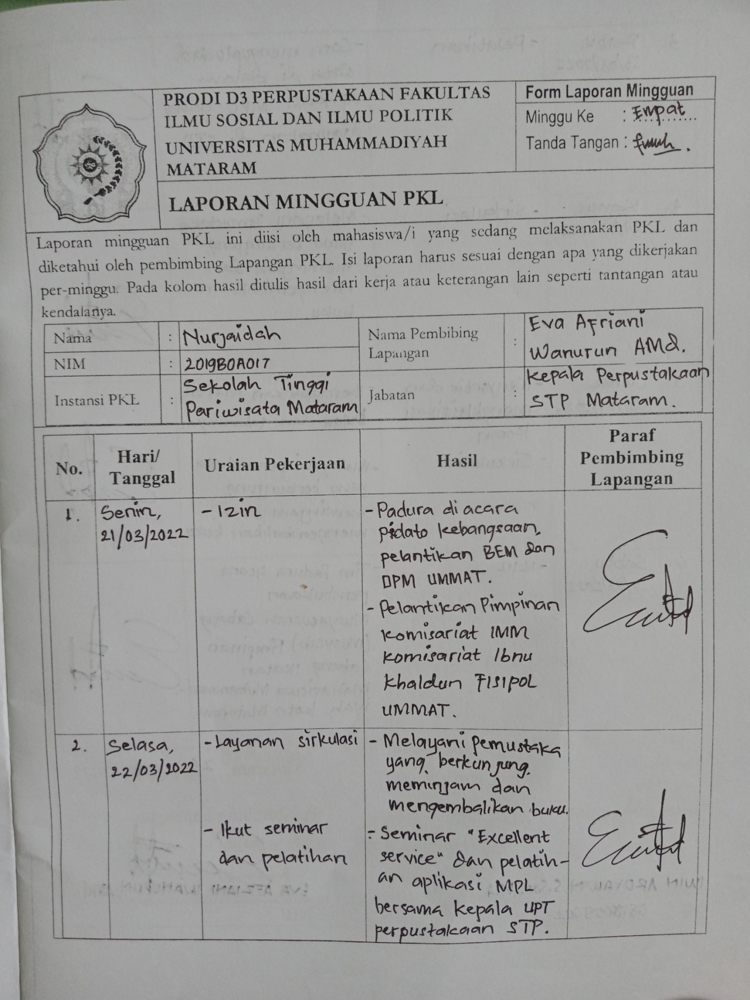 PRODI D3 PERPUSTAKAAN FAKULTAS
ILMU SOSIAL DAN ILMU POLITIK
UNIVERSITAS MUHAMMADIYAH
MATARAM
LAPORAN MINGGUAN PKL
Form Laporan Mingguan
Minggu Ke : Empat
Tanda Tangan :
Laporan mingguan PKL ini diisi oleh mahasiswa/i yang sedang melaksanakan PKL dan
diketahui oleh pembimbing Lapangan PKL. Isi laporan harus sesuai dengan apa yang dikerjakan
per-minggu. Pada kolom hasil ditulis hasil dari kerja atau keterangan lain seperti tantangan atau
kendalanya.
Nama : Nurjaidah
NIM : 2019B0A017
Instansi PKL : Sekolah Tinggi
Pariwisata Mataram
Nama Pembibing
Lapangan : Eva Afriani
Wanurun AMd.
Jabatan : Kepala Perpustakaan
STP Mataram.
No.
Hari/
Tanggal
Uraian Pekerjaan
Hasil
Paraf
Pembimbing
Lapangan
1.
Senin,
21/03/2022
- Izin
- Padura di acara
pidato kebangsaan,
pelantikan BEM dan
DPM UMMAT.
- Pelantikan Pimpinan
Komisariat IMM
Komisariat Ibnu
Khaldun FISIPOL
UMMAT.
2.
Selasa,
22/03/2022
- Layanan sirkulasi
- Ikut seminar
dan pelatihan
- Melayani pemustaka
yang berkunjung,
meminjam dan
mengembalikan buku.
- Seminar "Excellent
service" dan pelatih-
an aplikasi MPL
bersama kepala UPT
perpustakaan STP.